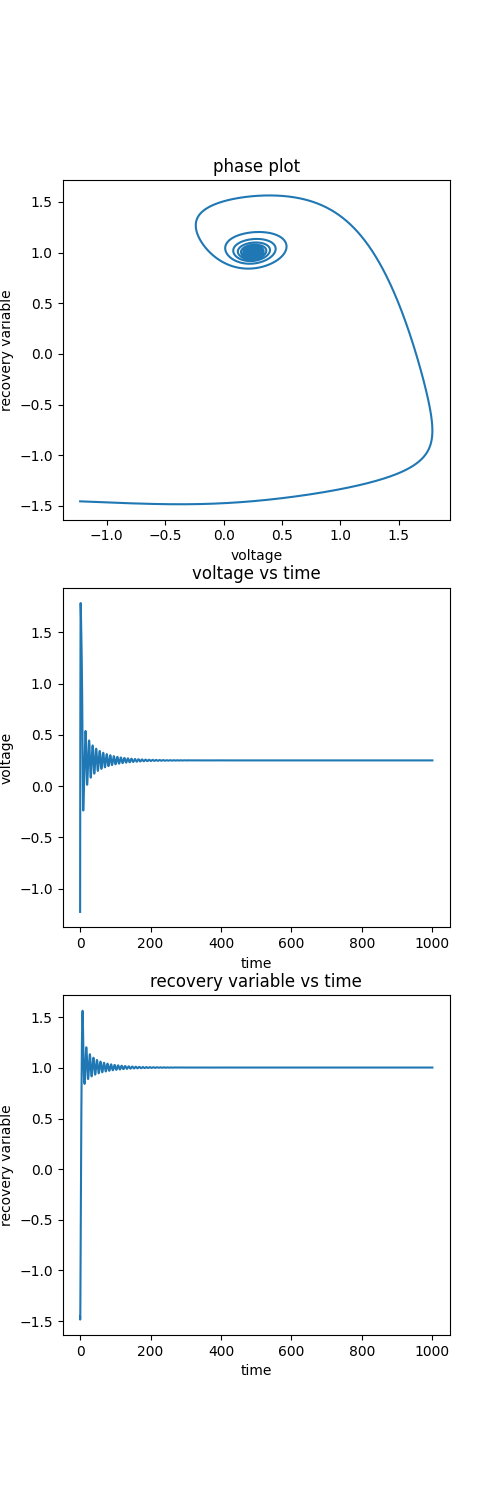 phase plot
1.5
1.0
0.5
0.0
−0.5
−1.0
−1.5
recovery variable
−1.0 −0.5 0.0 0.5 1.0 1.5
voltage
voltage vs time
1.5
1.0
0.5
0.0
−0.5
−1.0
voltage
0 200 400 600 800 1000
time
recovery variable vs time
1.5
1.0
0.5
0.0
−0.5
−1.0
−1.5
recovery variable
0 200 400 600 800 1000
time